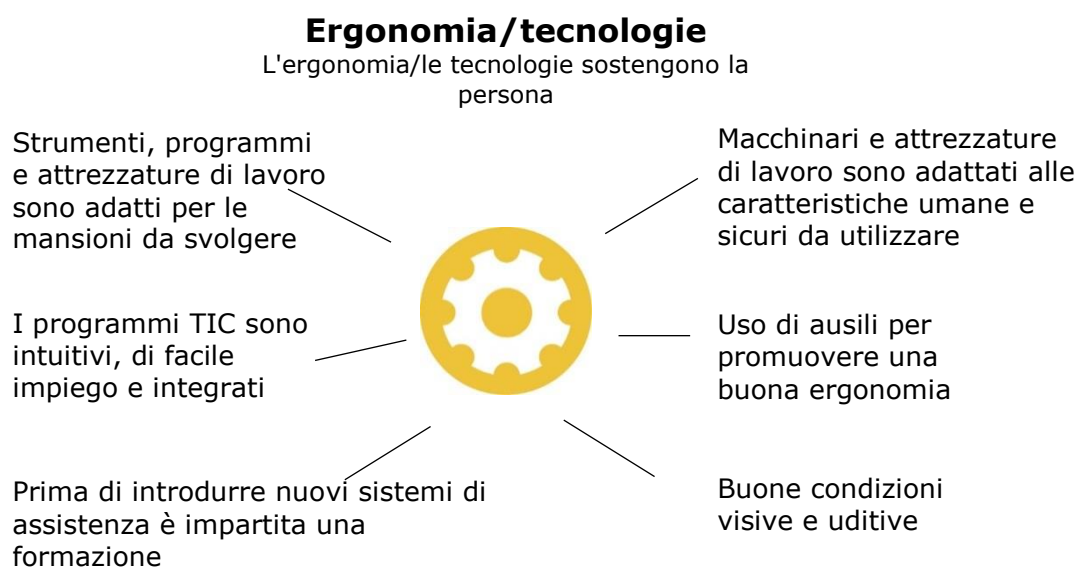 Ergonomia/tecnologie
L'ergonomia/le tecnologie sostengono la
persona
Strumenti, programmi
e attrezzature di lavoro
sono adatti per le
mansioni da svolgere
Macchinari e attrezzature
di lavoro sono adattati alle
caratteristiche umane e
sicuri da utilizzare
I programmi TIC sono
intuitivi, di facile
impiego e integrati
Uso di ausili per
promuovere una
buona ergonomia
Prima di introdurre nuovi sistemi di
assistenza è impartita una
formazione
Buone condizioni
visive e uditive